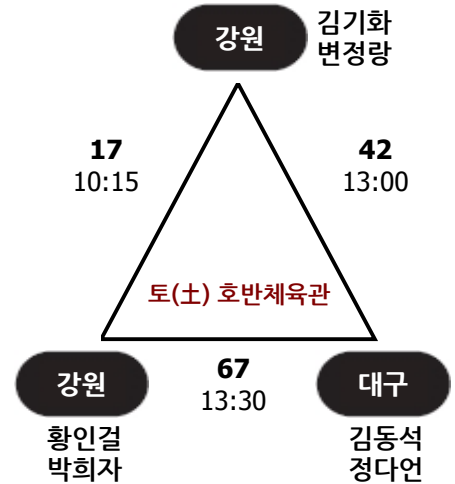 강원
김기화
변정랑
17
10:15
42
13:00
토(土) 호반체육관
67
13:30
강원
황인걸
박희자
대구
김동석
정다언